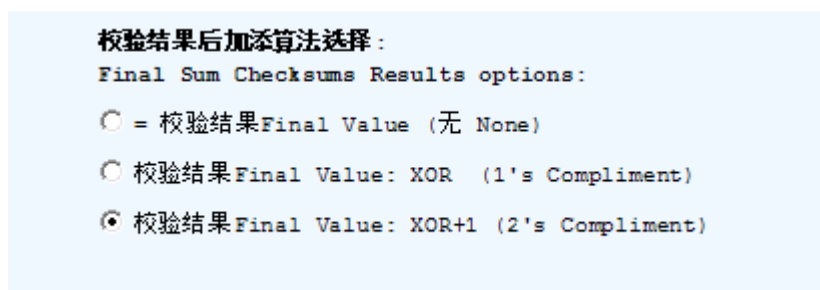 校验结果后加添算法选择:
Final Sum Checksums Results options:
= 校验结果Final Value (无 None)
校验结果Final Value: XOR (1's Compliment)
校验结果Final Value: XOR+1 (2's Compliment)